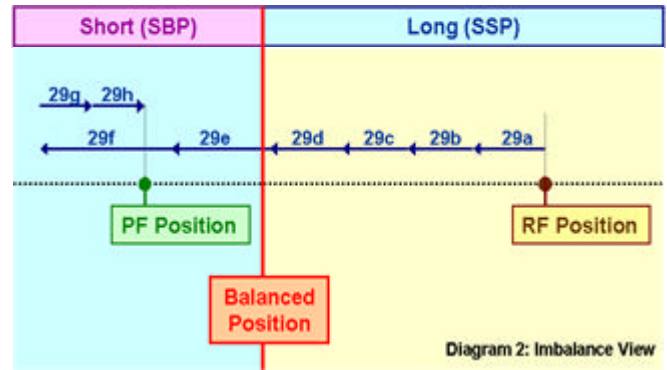 Short (SBP)
Long (SSP)
29g 29h
29f 29e 29d 29c 29b 29a
PF Position
RF Position
Balanced
Position
Diagram 2: Imbalance View